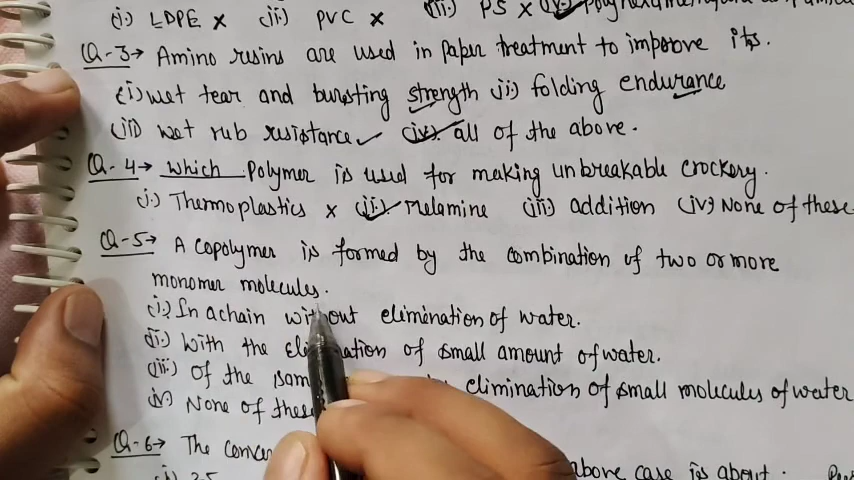 (i) LDPE × (ii) PVC × (iii) PS × (iv)
Q-3→ Amino resins are used in paper treatment to improve its.
(i) wet tear and bursting strength (ii) folding endurance
(iii) wet rub resistance ✓ (iv) all of the above.
Q-4→ which Polymer is used for making unbreakable crockery.
(i) Thermoplastics × (ii) Melamine (iii) addition (iv) None of these
Q-5→ A copolymer is formed by the combination of two or more
monomer molecules.
(i) In a chain without elimination of water.
(ii) With the elimination of small amount of water.
(iii) Of the elimination of small molecules of water
(iv) None of these
Q-6→ The above case is about.